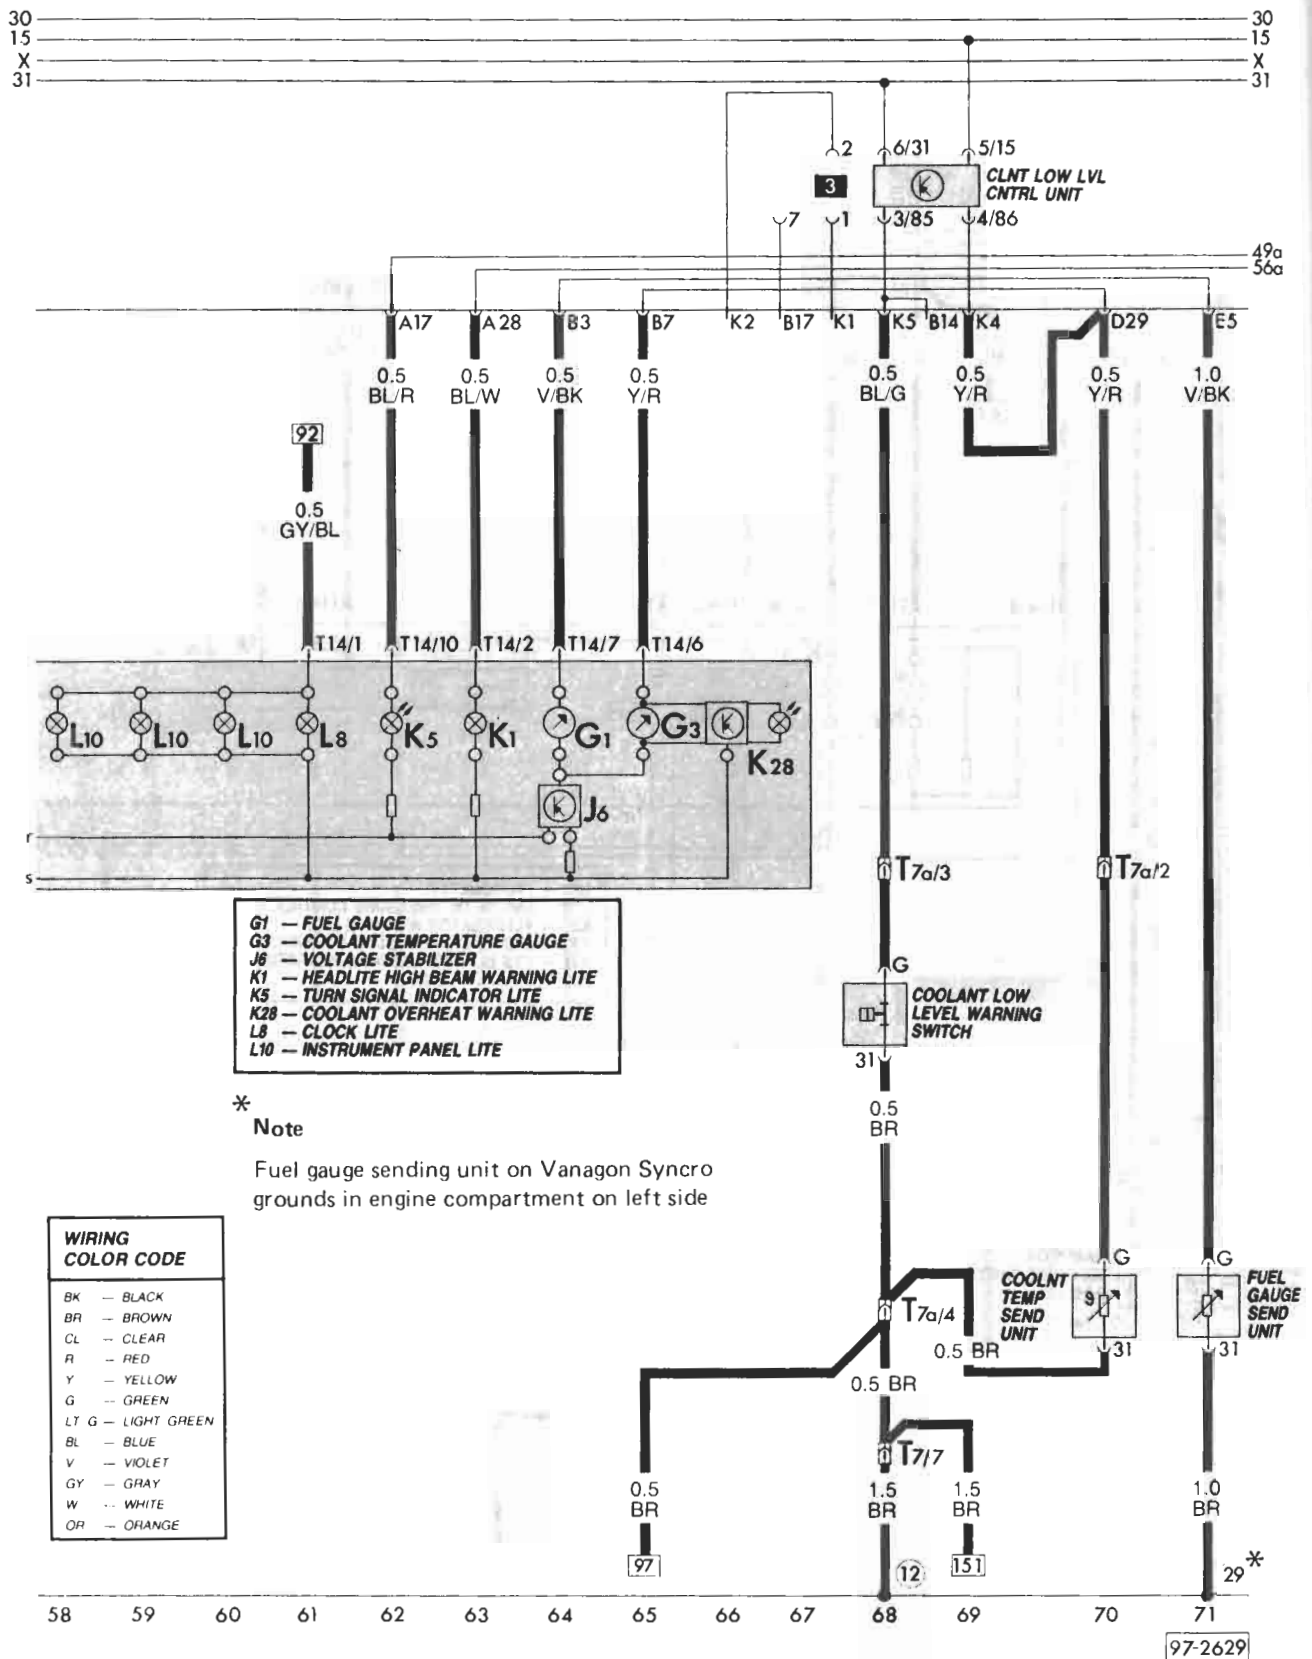 30 30
15 15
X X
31 31
2 6/31 5/15
3
CLNT LOW LVL
CNTRL UNIT
7 1 3/85 4/86
49a
56a
A17 A28 B3 B7 K2 B17 K1 K5 B14 K4 D29 E5
0.5 0.5 0.5 0.5 0.5 0.5 0.5 1.0
BL/R BL/W V/BK Y/R BL/G Y/R Y/R V/BK
92
0.5
GY/BL
T14/1 T14/10 T14/2 T14/7 T14/6
L10 L10 L10 L8 K5 K1 G1 G3 K28
J6
r
s
T7a/3 T7a/2
G1 — FUEL GAUGE
G3 — COOLANT TEMPERATURE GAUGE
J6 — VOLTAGE STABILIZER
K1 — HEADLITE HIGH BEAM WARNING LITE
K5 — TURN SIGNAL INDICATOR LITE
K28 — COOLANT OVERHEAT WARNING LITE
L8 — CLOCK LITE
L10 — INSTRUMENT PANEL LITE
G
COOLANT LOW
LEVEL WARNING
SWITCH
31
0.5
BR
*
Note
Fuel gauge sending unit on Vanagon Syncro
grounds in engine compartment on left side
WIRING
COLOR CODE
BK — BLACK
BR — BROWN
CL — CLEAR
R — RED
Y — YELLOW
G — GREEN
LT G — LIGHT GREEN
BL — BLUE
V — VIOLET
GY — GRAY
W — WHITE
OR — ORANGE
G G
COOLNT
TEMP
SEND
UNIT
ϑ
FUEL
GAUGE
SEND
UNIT
31 31
T7a/4
0.5 BR
0.5 BR
T7/7
0.5 1.5 1.5 1.0
BR BR BR BR
97 12 151 29*
58 59 60 61 62 63 64 65 66 67 68 69 70 71
97-2629